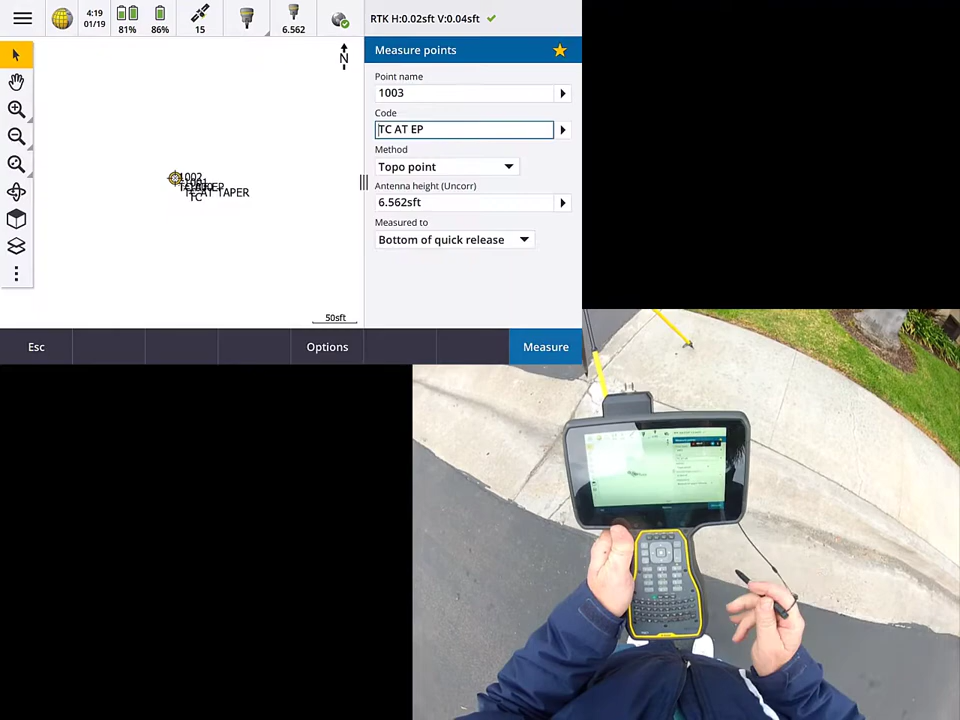 4:19
01/19
81%
86%
15
6.562
RTK H:0.02sft V:0.04sft
Measure points
Point name
1003
Code
TC AT EP
Method
Topo point
Antenna height (Uncorr)
6.562sft
Measured to
Bottom of quick release
N
1002
TC AT TAPER
TC
50sft
Esc
Options
Measure